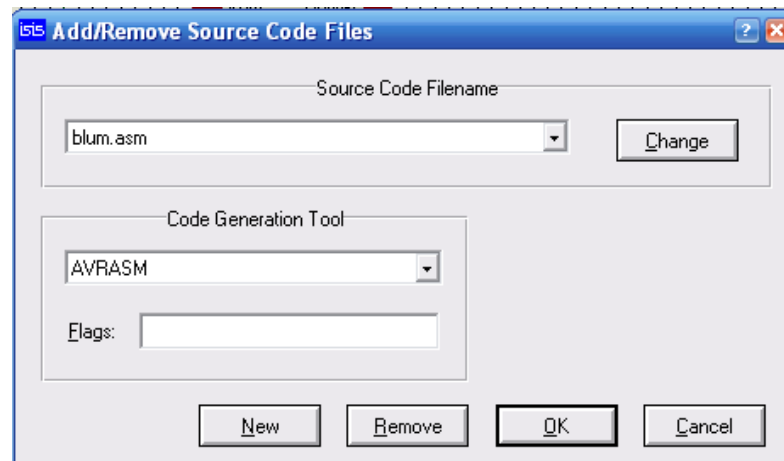 isis Add/Remove Source Code Files
Source Code Filename
blum.asm
Change
Code Generation Tool
AVRASM
Flags:
New Remove OK Cancel